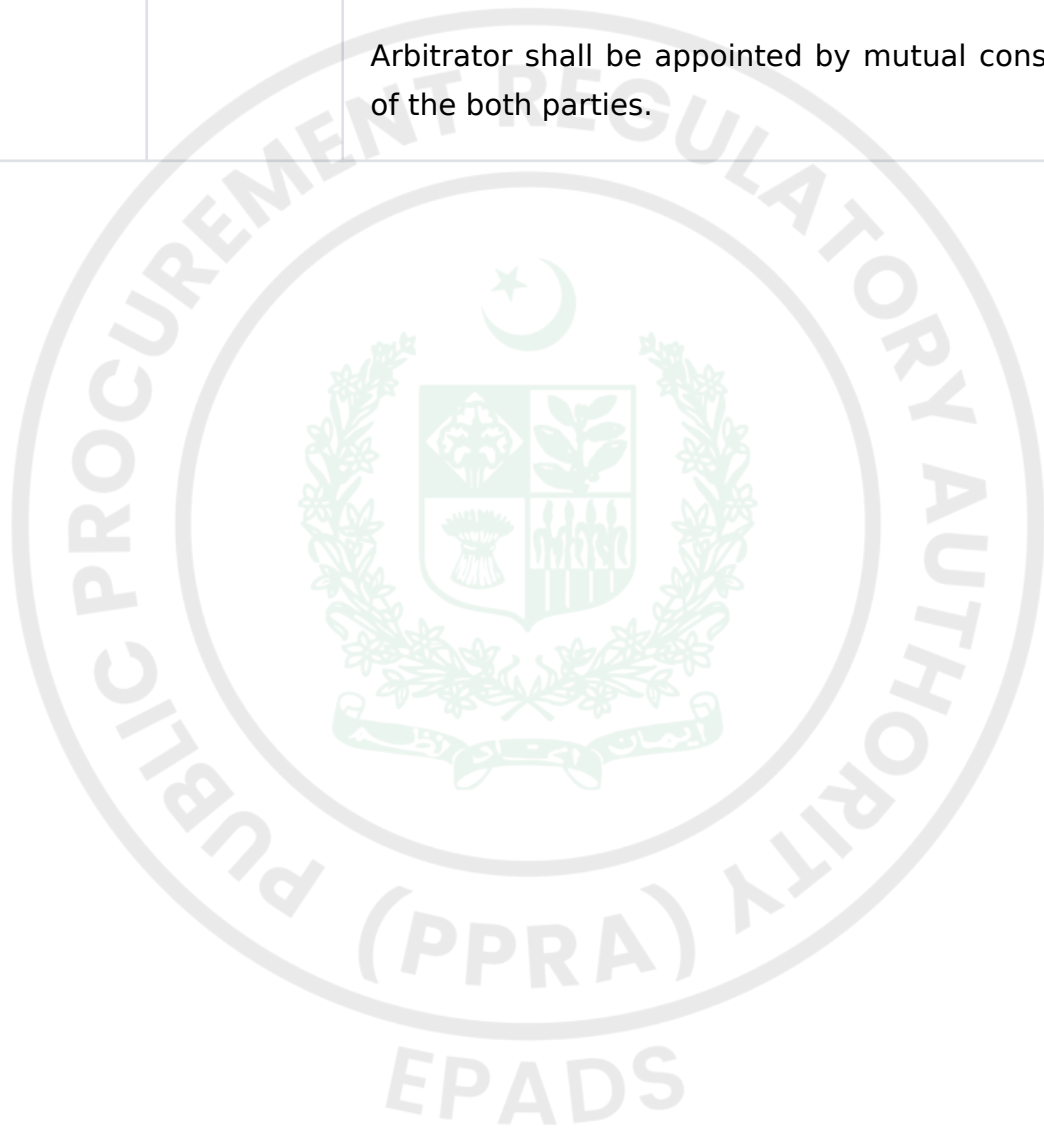 Arbitrator shall be appointed by mutual cons
of the both parties.
PUBLIC PROCUREMENT REGULATORY AUTHORITY
(PPRA)
EPADS